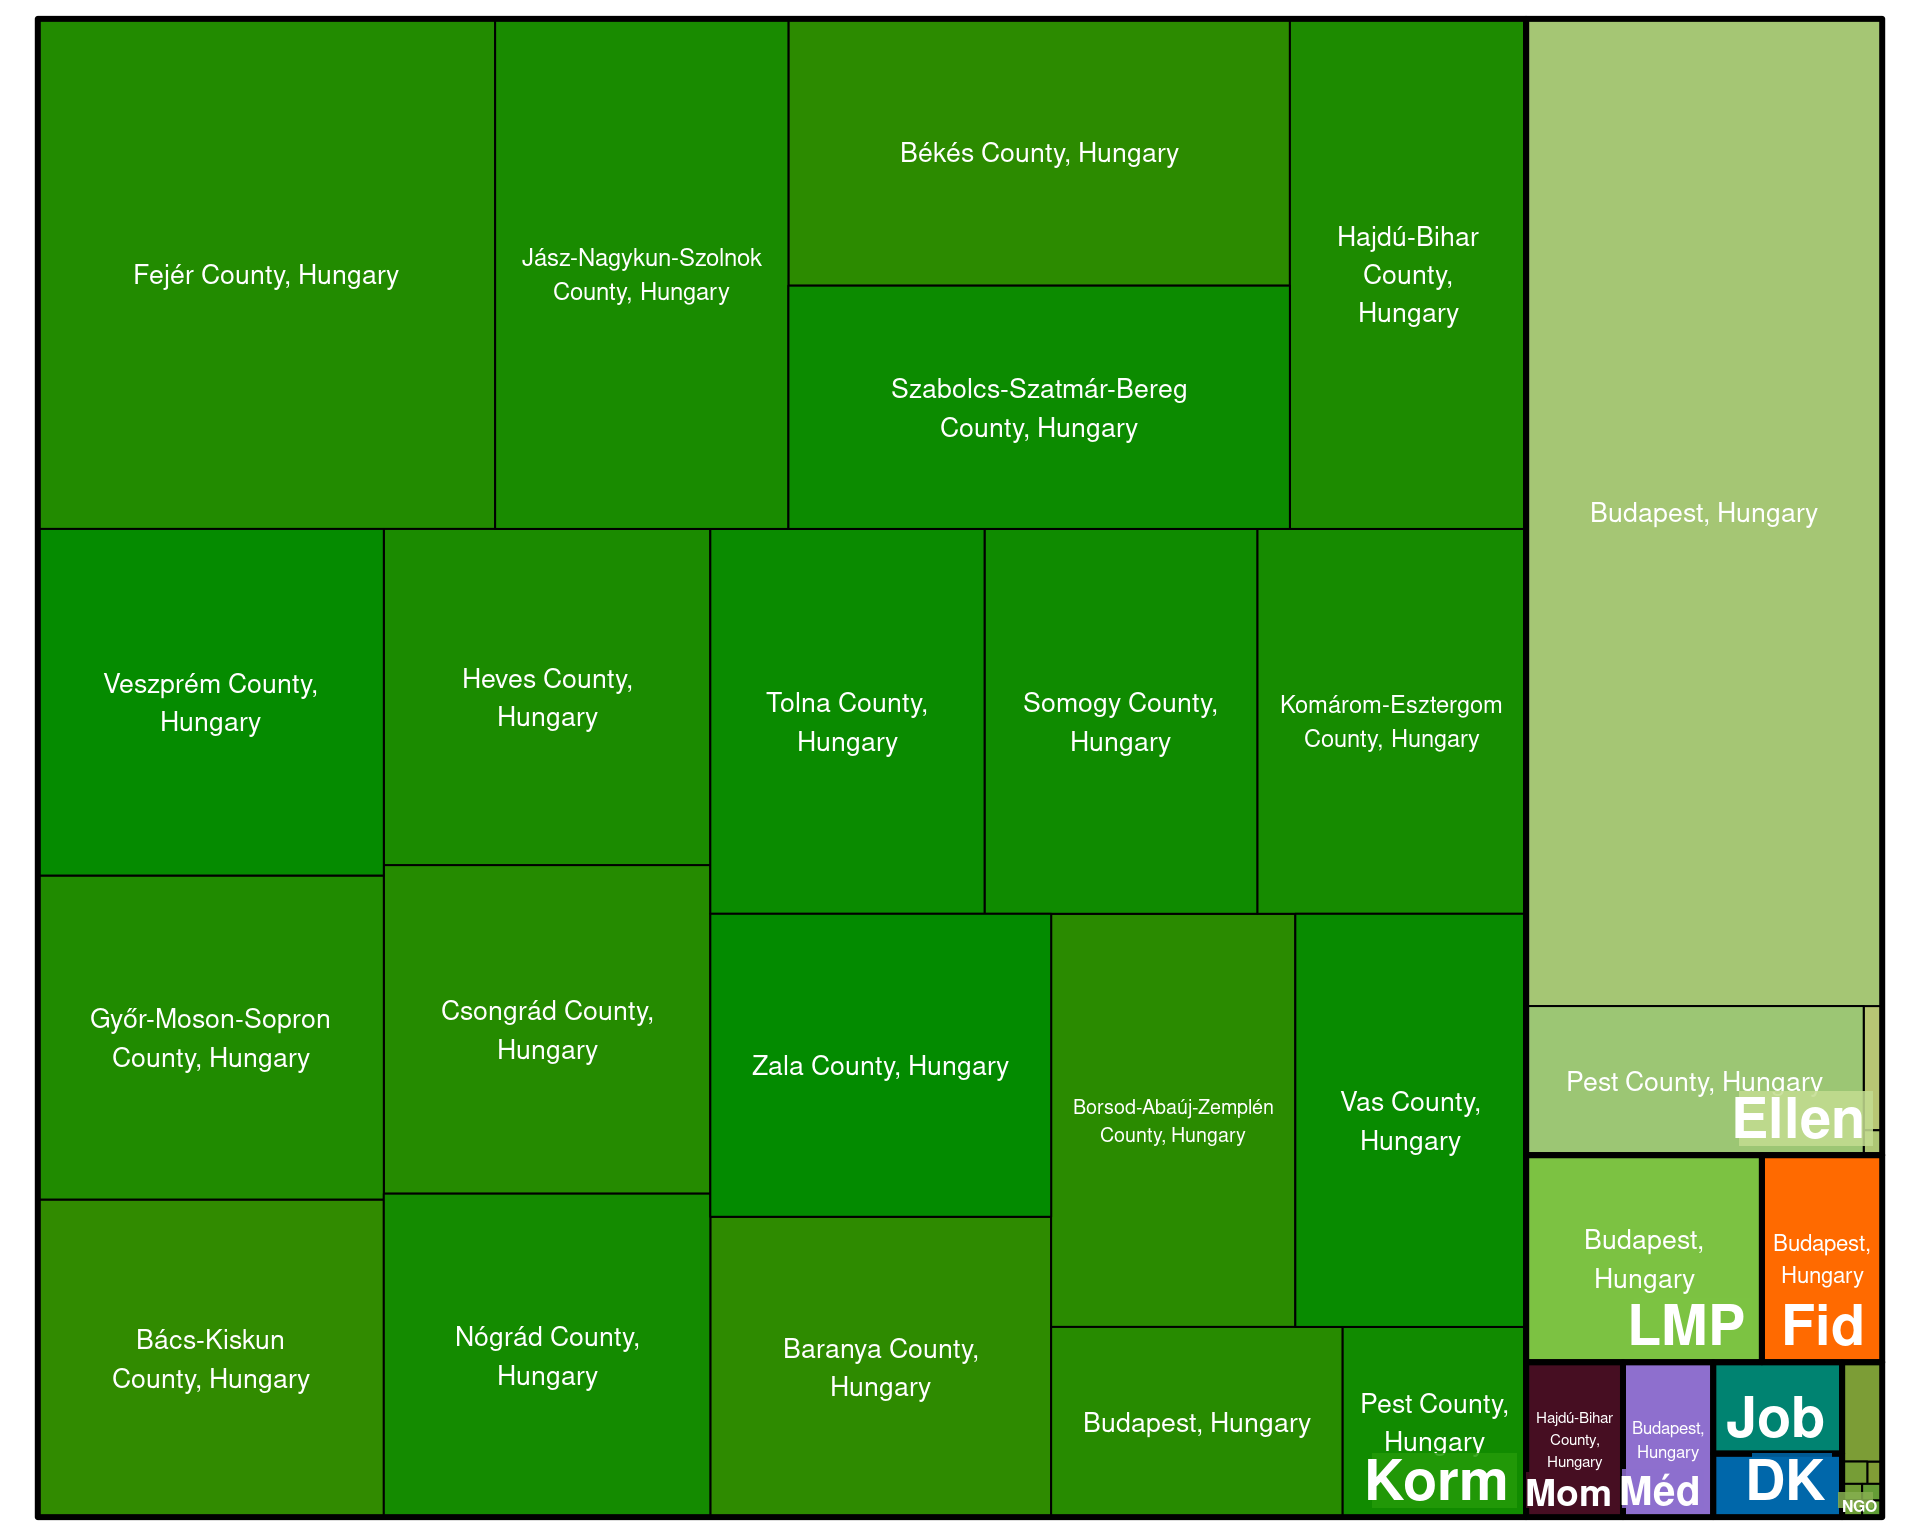 Fejér County, Hungary
Jász-Nagykun-Szolnok
County, Hungary
Békés County, Hungary
Szabolcs-Szatmár-Bereg
County, Hungary
Hajdú-Bihar
County,
Hungary
Veszprém County,
Hungary
Heves County,
Hungary
Tolna County,
Hungary
Somogy County,
Hungary
Komárom-Esztergom
County, Hungary
Győr-Moson-Sopron
County, Hungary
Csongrád County,
Hungary
Zala County, Hungary
Borsod-Abaúj-Zemplén
County, Hungary
Vas County,
Hungary
Bács-Kiskun
County, Hungary
Nógrád County,
Hungary
Baranya County,
Hungary
Budapest, Hungary
Pest County,
Hungary
Korm
Budapest, Hungary
Pest County, Hungary
Ellen
Budapest,
Hungary
LMP
Budapest,
Hungary
Fid
Hajdú-Bihar
County,
Hungary
Mom
Budapest,
Hungary
Méd
Job
DK
NGO